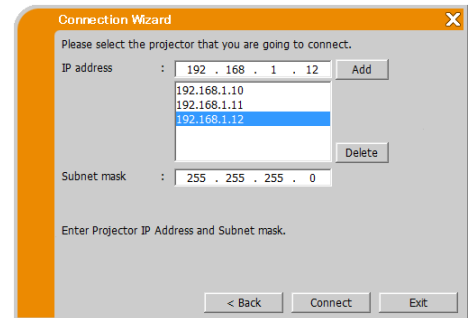 Connection Wizard X
Please select the projector that you are going to connect.
IP address : 192 . 168 . 1 . 12 Add
192.168.1.10
192.168.1.11
192.168.1.12
Delete
Subnet mask : 255 . 255 . 255 . 0
Enter Projector IP Address and Subnet mask.
< Back Connect Exit